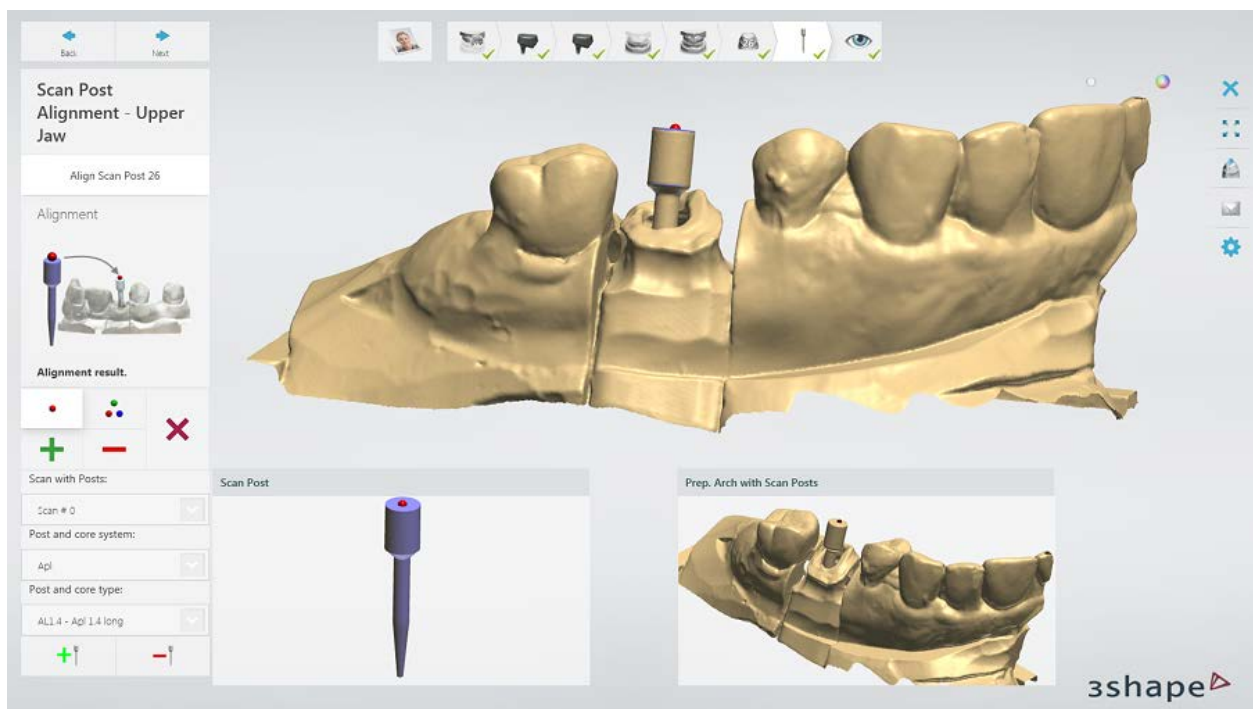 Back
Next
Scan Post
Alignment - Upper
Jaw
Align Scan Post 26
Alignment
Alignment result.
Scan with Posts:
Scan # 0
Post and core system:
Apl
Post and core type:
AL1.4 - Apl 1.4 long
Scan Post
Prep. Arch with Scan Posts
3shape